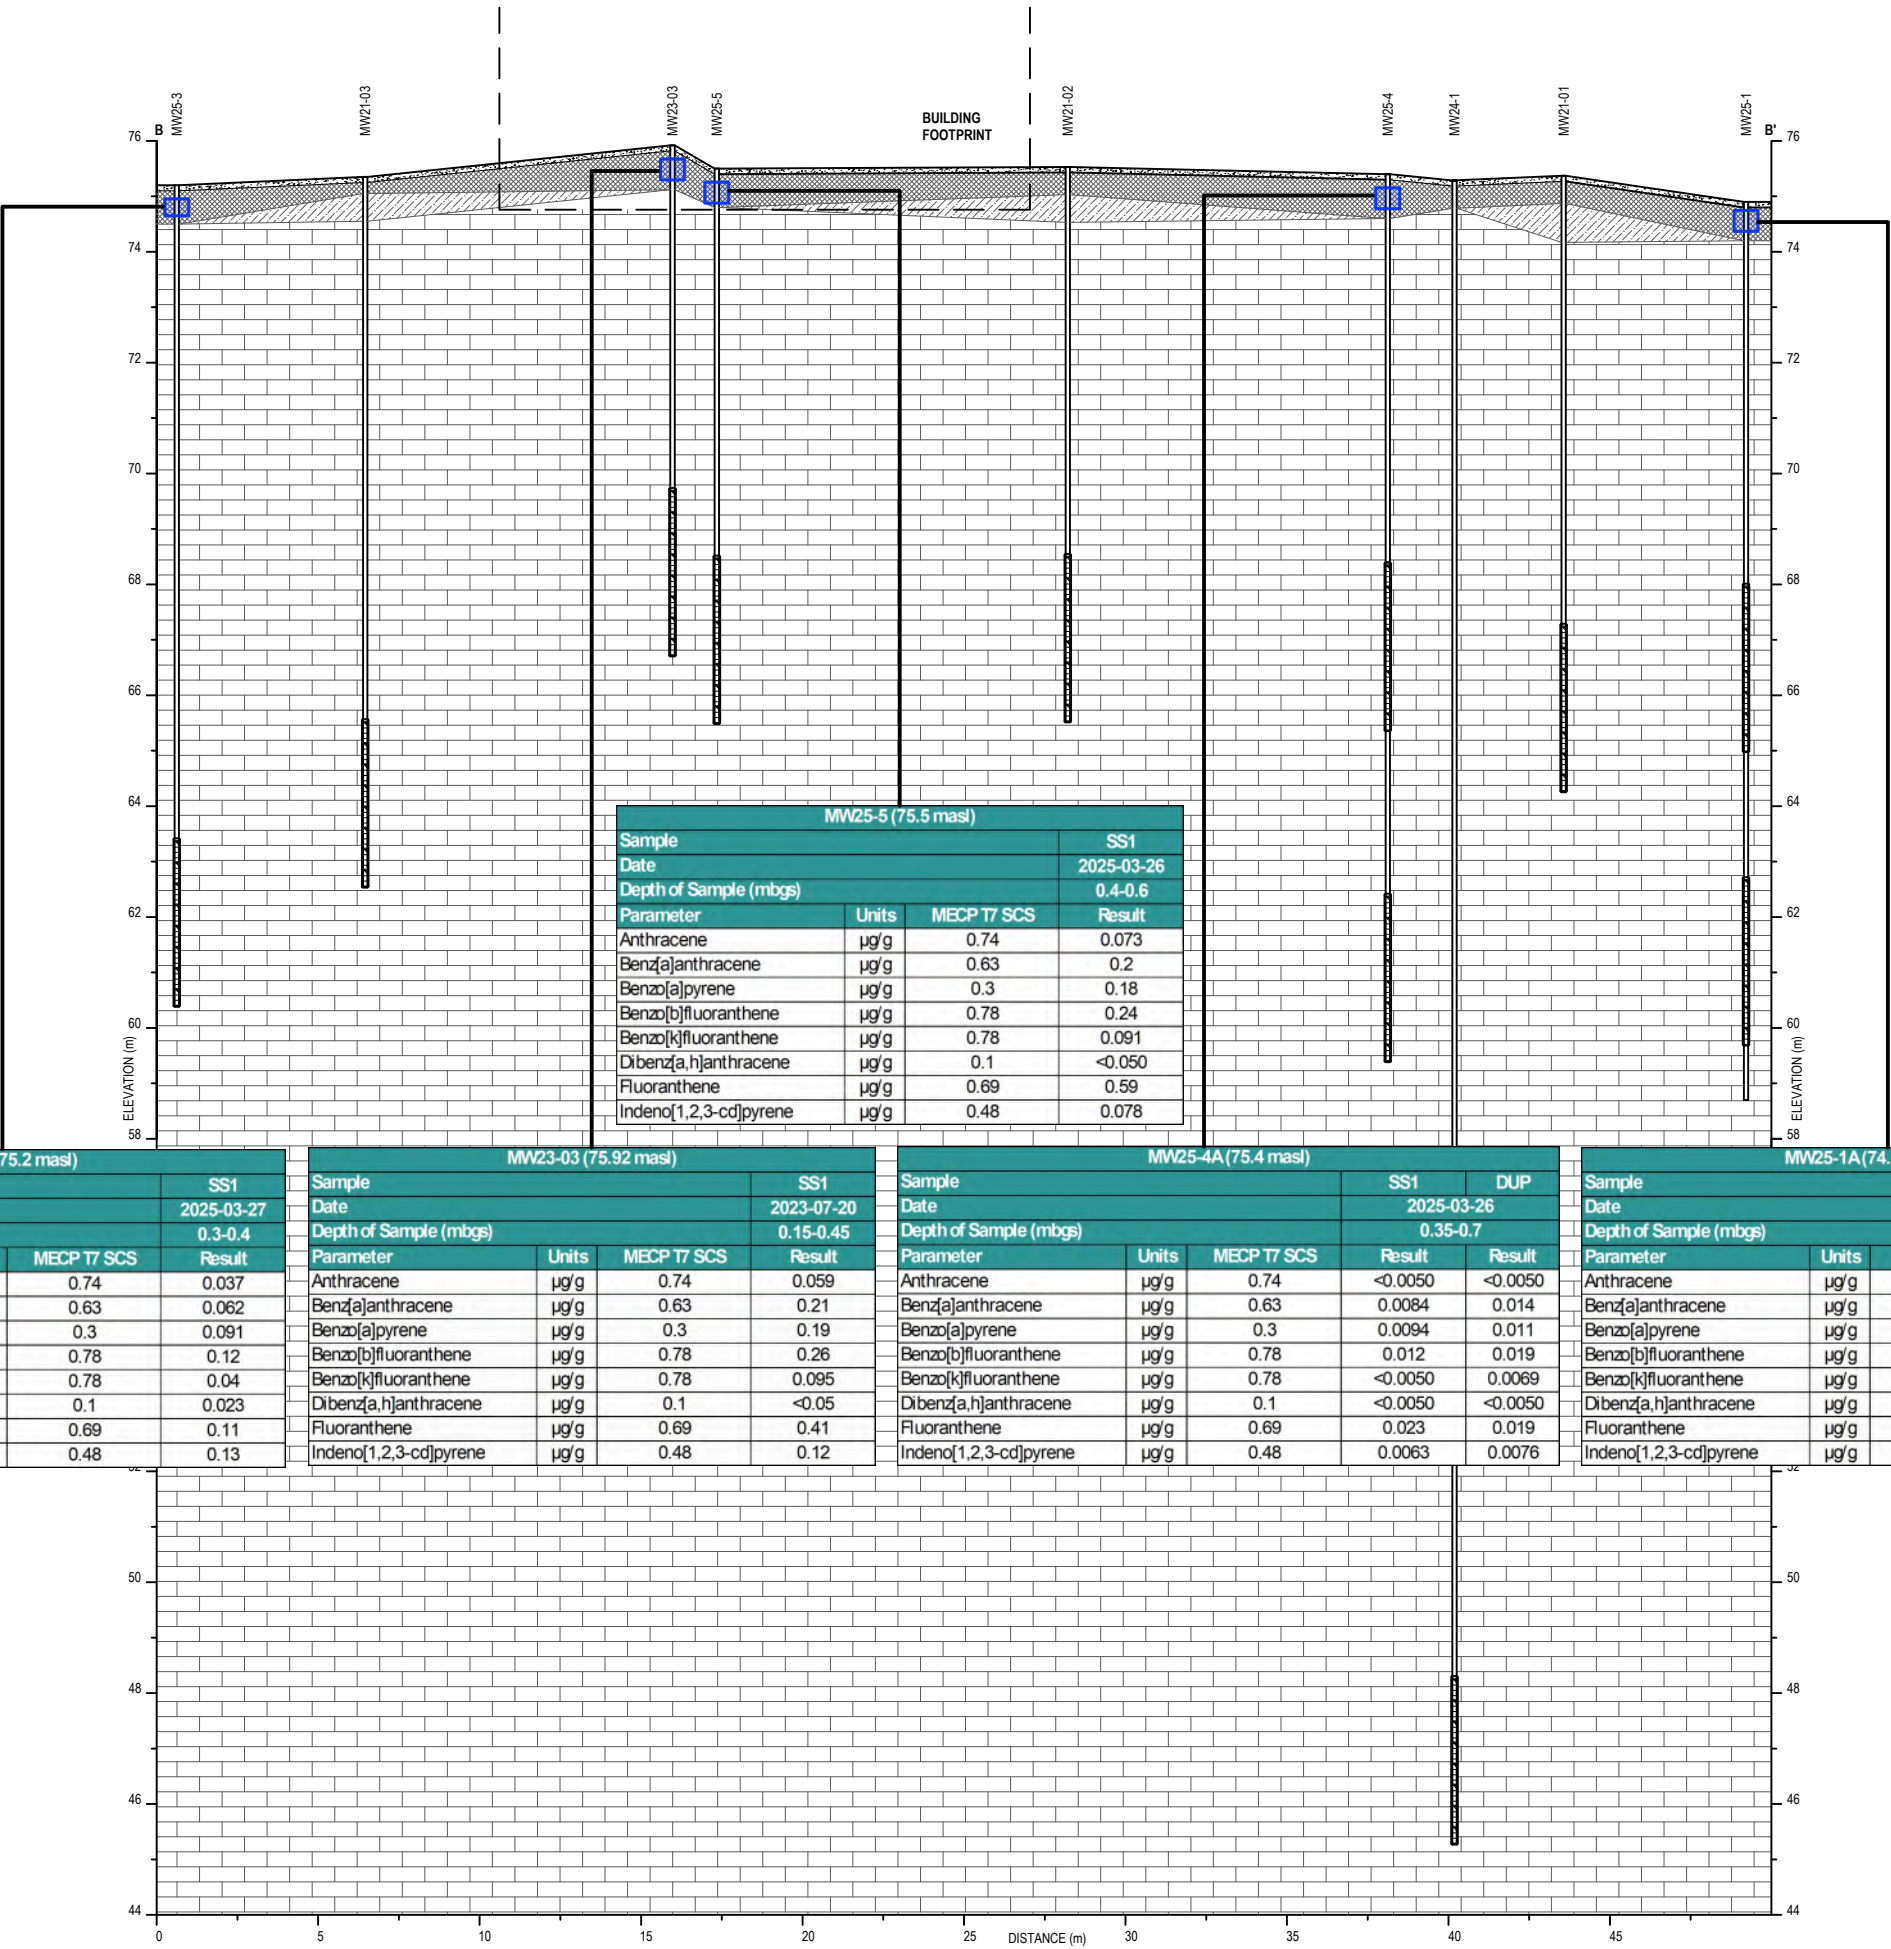 MW25-3
MW21-03
MW23-03
MW25-5
MW21-02
MW25-4
MW24-1
MW21-01
MW25-1
BUILDING
FOOTPRINT
B
B'
76
76
74
74
72
72
70
70
68
68
66
66
64
64
62
62
60
60
ELEVATION (m)
ELEVATION (m)
58
58
MW25-5 (75.5 masl)
Sample SS1
Date 2025-03-26
Depth of Sample (mbgs) 0.4-0.6
Parameter Units MECP T7 SCS Result
Anthracene µg/g 0.74 0.073
Benz[a]anthracene µg/g 0.63 0.2
Benzo[a]pyrene µg/g 0.3 0.18
Benzo[b]fluoranthene µg/g 0.78 0.24
Benzo[k]fluoranthene µg/g 0.78 0.091
Dibenz[a,h]anthracene µg/g 0.1 <0.050
Fluoranthene µg/g 0.69 0.59
Indeno[1,2,3-cd]pyrene µg/g 0.48 0.078
75.2 masl)
SS1
2025-03-27
0.3-0.4
MECP T7 SCS Result
0.74 0.037
0.63 0.062
0.3 0.091
0.78 0.12
0.78 0.04
0.1 0.023
0.69 0.11
0.48 0.13
MW23-03 (75.92 masl)
Sample SS1
Date 2023-07-20
Depth of Sample (mbgs) 0.15-0.45
Parameter Units MECP T7 SCS Result
Anthracene µg/g 0.74 0.059
Benz[a]anthracene µg/g 0.63 0.21
Benzo[a]pyrene µg/g 0.3 0.19
Benzo[b]fluoranthene µg/g 0.78 0.26
Benzo[k]fluoranthene µg/g 0.78 0.095
Dibenz[a,h]anthracene µg/g 0.1 <0.05
Fluoranthene µg/g 0.69 0.41
Indeno[1,2,3-cd]pyrene µg/g 0.48 0.12
MW25-4A (75.4 masl)
Sample SS1 DUP
Date 2025-03-26
Depth of Sample (mbgs) 0.35-0.7
Parameter Units MECP T7 SCS Result Result
Anthracene µg/g 0.74 <0.0050 <0.0050
Benz[a]anthracene µg/g 0.63 0.0084 0.014
Benzo[a]pyrene µg/g 0.3 0.0094 0.011
Benzo[b]fluoranthene µg/g 0.78 0.012 0.019
Benzo[k]fluoranthene µg/g 0.78 <0.0050 0.0069
Dibenz[a,h]anthracene µg/g 0.1 <0.0050 <0.0050
Fluoranthene µg/g 0.69 0.023 0.019
Indeno[1,2,3-cd]pyrene µg/g 0.48 0.0063 0.0076
MW25-1A (74.
Sample
Date
Depth of Sample (mbgs)
Parameter Units
Anthracene µg/g
Benz[a]anthracene µg/g
Benzo[a]pyrene µg/g
Benzo[b]fluoranthene µg/g
Benzo[k]fluoranthene µg/g
Dibenz[a,h]anthracene µg/g
Fluoranthene µg/g
Indeno[1,2,3-cd]pyrene µg/g
52
52
50
50
48
48
46
46
44
44
0 5 10 15 20 25 DISTANCE (m) 30 35 40 45